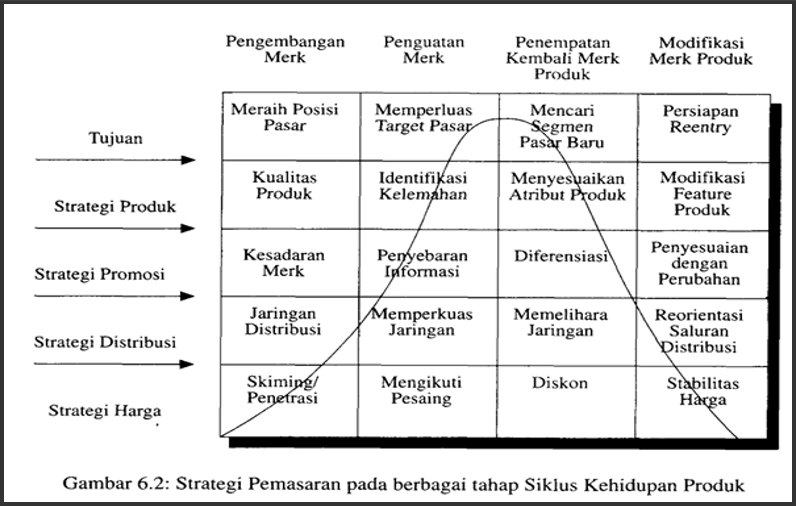 Pengembangan
Merk
Penguatan
Merk
Penempatan
Kembali Merk
Produk
Modifikasi
Merk Produk
Tujuan
Meraih Posisi
Pasar
Memperluas
Target Pasar
Mencari
Segmen
Pasar Baru
Persiapan
Reentry
Strategi Produk
Kualitas
Produk
Identifikasi
Kelemahan
Menyesuaikan
Atribut Produk
Modifikasi
Feature
Produk
Strategi Promosi
Kesadaran
Merk
Penyebaran
Informasi
Diferensiasi
Penyesuaian
dengan
Perubahan
Strategi Distribusi
Jaringan
Distribusi
Memperkuas
Jaringan
Memelihara
Jaringan
Reorientasi
Saluran
Distribusi
Strategi Harga
Skiming/
Penetrasi
Mengikuti
Pesaing
Diskon
Stabilitas
Harga
Gambar 6.2: Strategi Pemasaran pada berbagai tahap Siklus Kehidupan Produk